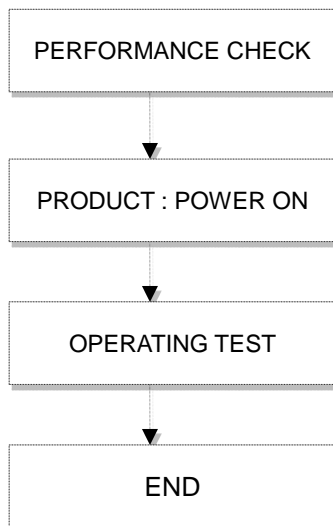 PERFORMANCE CHECK
PRODUCT : POWER ON
OPERATING TEST
END